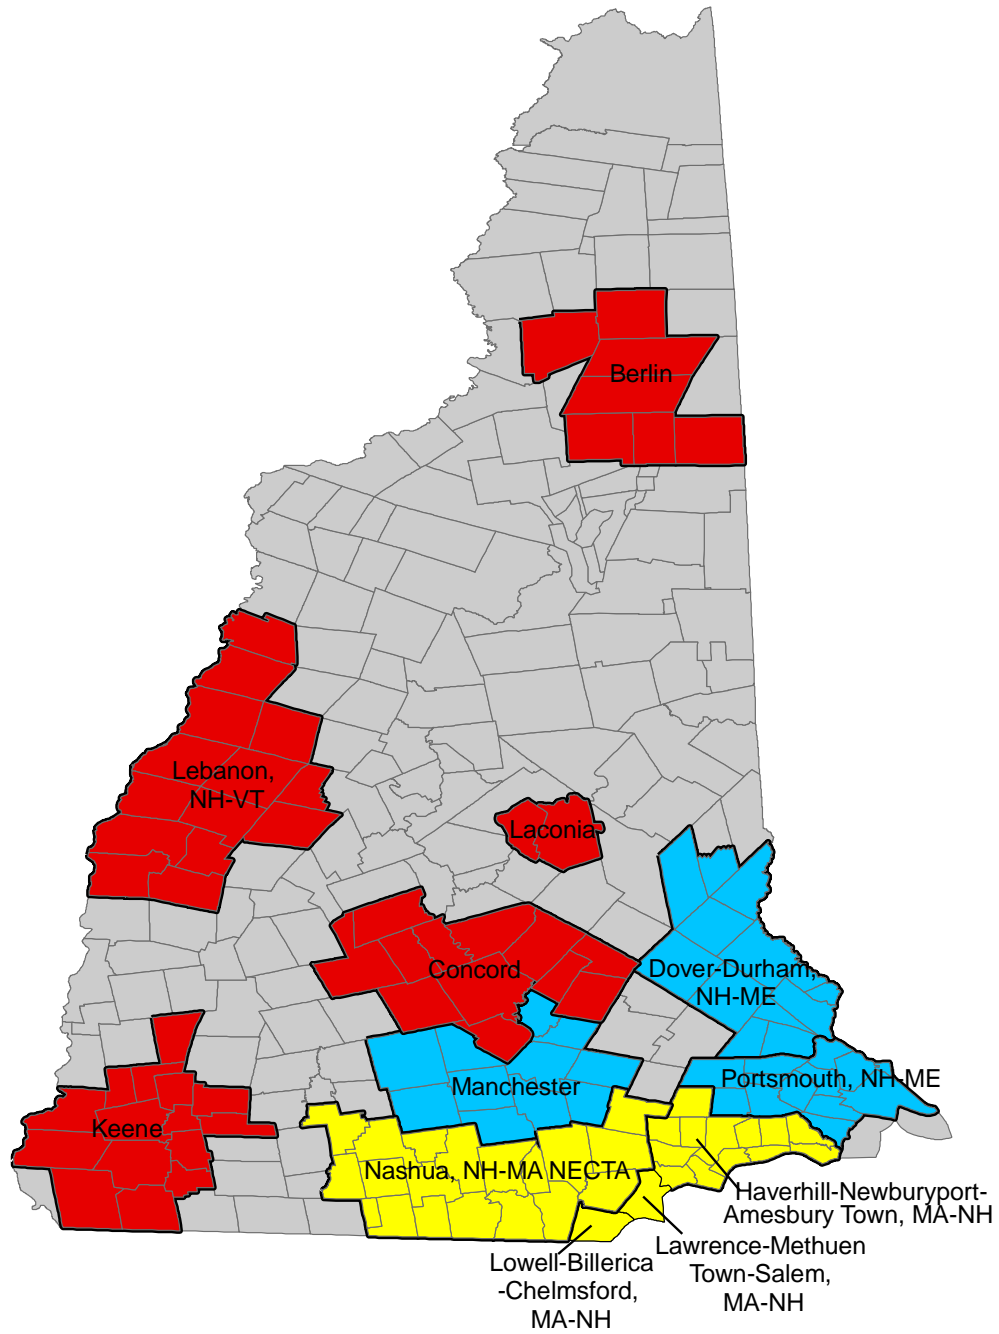 Berlin
Lebanon,
NH-VT
Laconia
Concord
Dover-Durham,
NH-ME
Manchester
Portsmouth, NH-ME
Keene
Nashua, NH-MA NECTA
Haverhill-Newburyport-
Amesbury Town, MA-NH
Lawrence-Methuen
Town-Salem,
MA-NH
Lowell-Billerica
-Chelmsford,
MA-NH